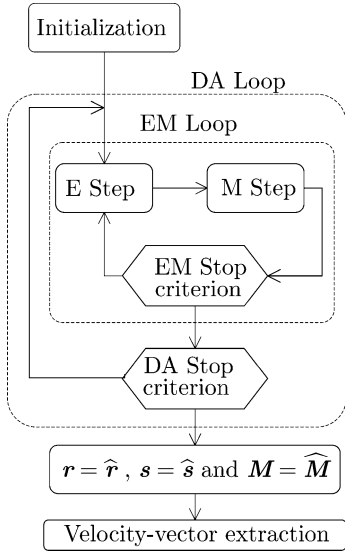 Initialization
DA Loop
EM Loop
E Step
M Step
EM Stop
criterion
DA Stop
criterion
r = r̂ , s = ŝ and M = M̂
Velocity-vector extraction